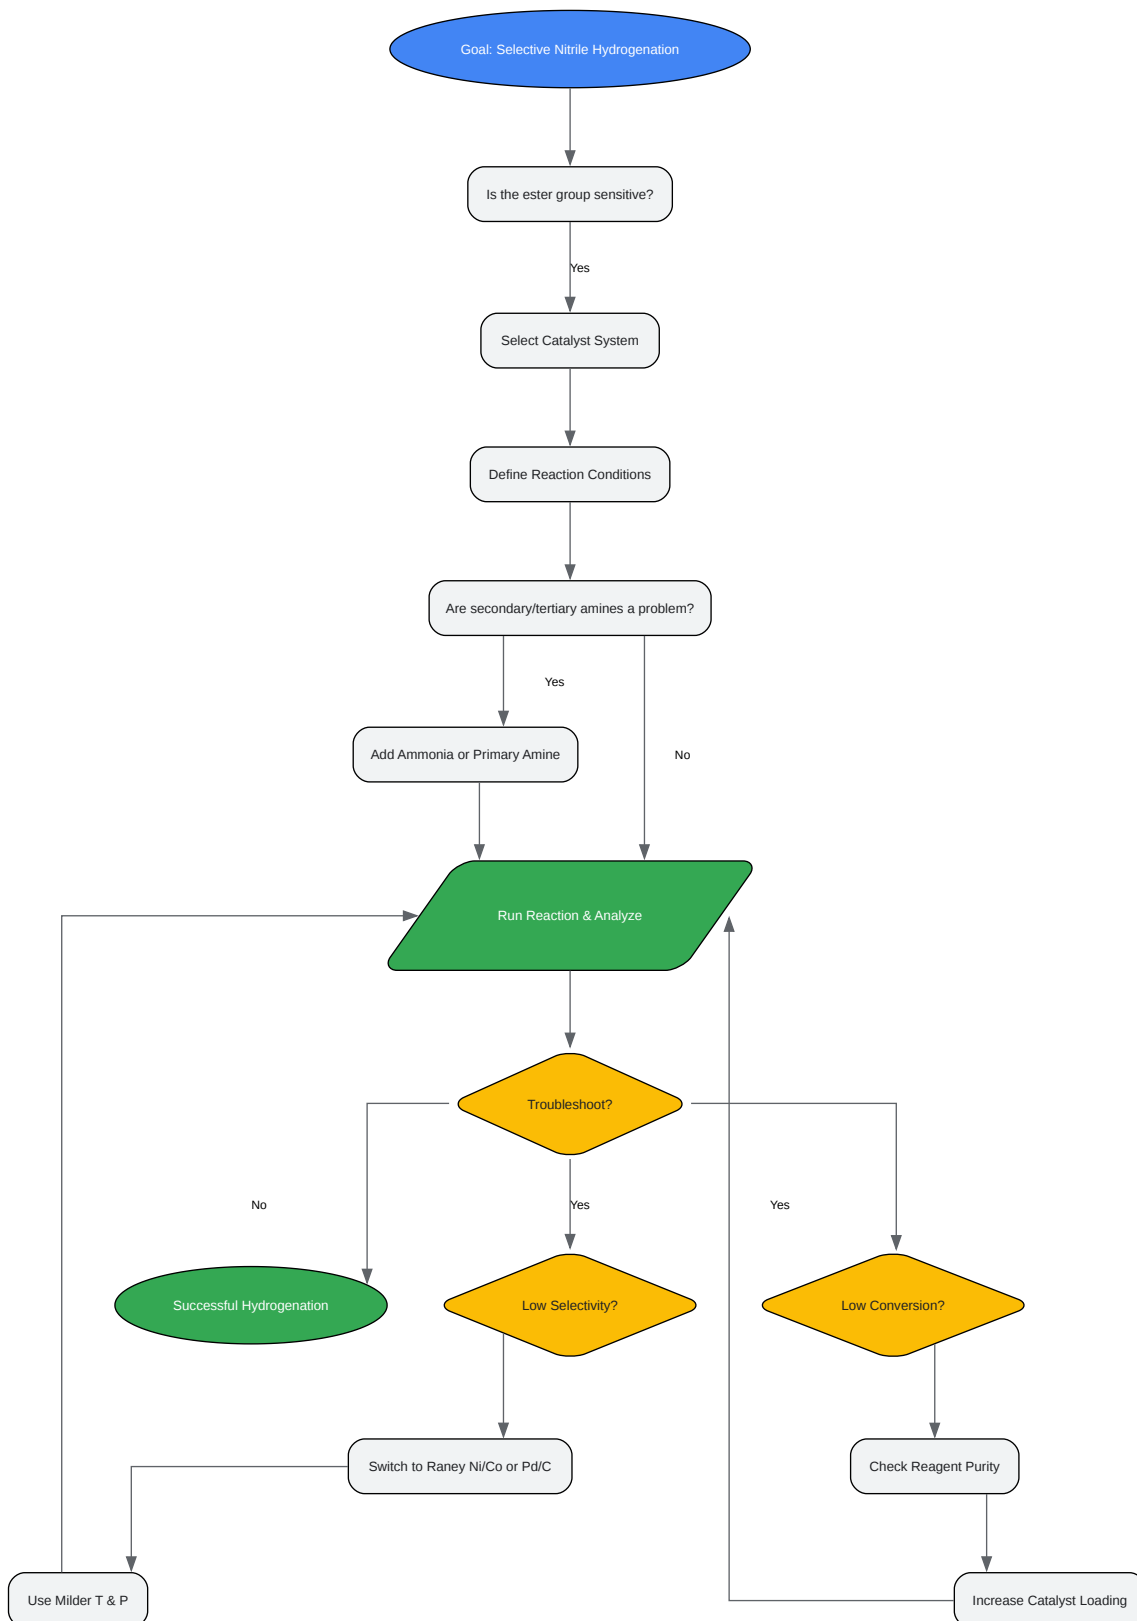 Goal: Selective Nitrile Hydrogenation
Is the ester group sensitive?
Yes
Select Catalyst System
Define Reaction Conditions
Are secondary/tertiary amines a problem?
Yes
Add Ammonia or Primary Amine
No
Run Reaction & Analyze
Troubleshoot?
No
Yes
Yes
Successful Hydrogenation
Low Selectivity?
Low Conversion?
Switch to Raney Ni/Co or Pd/C
Check Reagent Purity
Use Milder T & P
Increase Catalyst Loading